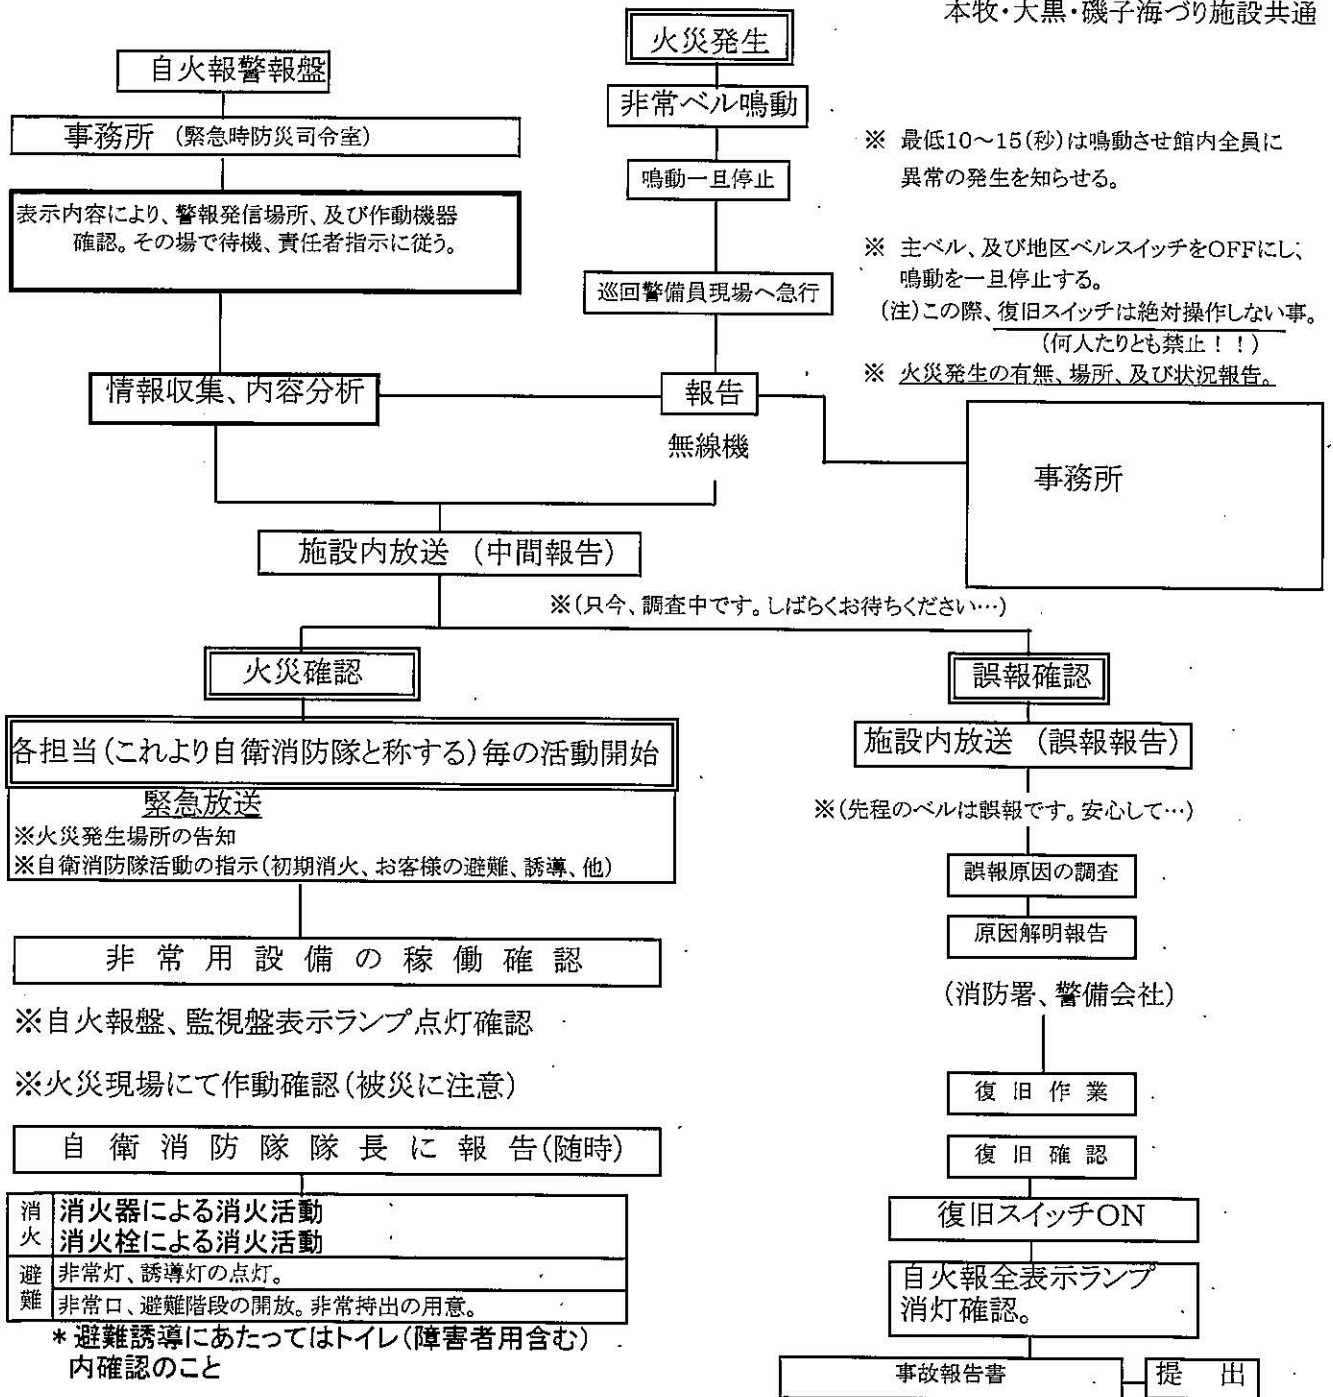 本牧・大黒・磯子海づり施設共通
火災発生
自火報警報盤
非常ベル鳴動
事務所 (緊急時防災司令室)
※ 最低10～15(秒)は鳴動させ館内全員に
異常の発生を知らせる。
鳴動一旦停止
表示内容により、警報発信場所、及び作動機器
確認。その場で待機、責任者指示に従う。
※ 主ベル、及び地区ベルスイッチをOFFにし、
鳴動を一旦停止する。
巡回警備員現場へ急行
(注)この際、復旧スイッチは絶対操作しない事。
(何人たりとも禁止！！)
※ 火災発生の有無、場所、及び状況報告。
情報収集、内容分析
報告
無線機
事務所
施設内放送 (中間報告)
※(只今、調査中です。しばらくお待ちください…)
火災確認
誤報確認
各担当(これより自衛消防隊と称する)毎の活動開始
施設内放送 (誤報報告)
緊急放送
※火災発生場所の告知
※自衛消防隊活動の指示(初期消火、お客様の避難、誘導、他)
※(先程のベルは誤報です。安心して…)
誤報原因の調査
原因解明報告
非常用設備の稼働確認
(消防署、警備会社)
※自火報盤、監視盤表示ランプ点灯確認
※火災現場にて作動確認(被災に注意)
復旧作業
自衛消防隊隊長に報告(随時)
復旧確認
消火
消火器による消火活動
消火栓による消火活動
復旧スイッチON
避難
非常灯、誘導灯の点灯。
非常口、避難階段の開放。非常持出の用意。
自火報全表示ランプ
消灯確認。
*避難誘導にあたってはトイレ(障害者用含む)
内確認のこと
事故報告書
提 出